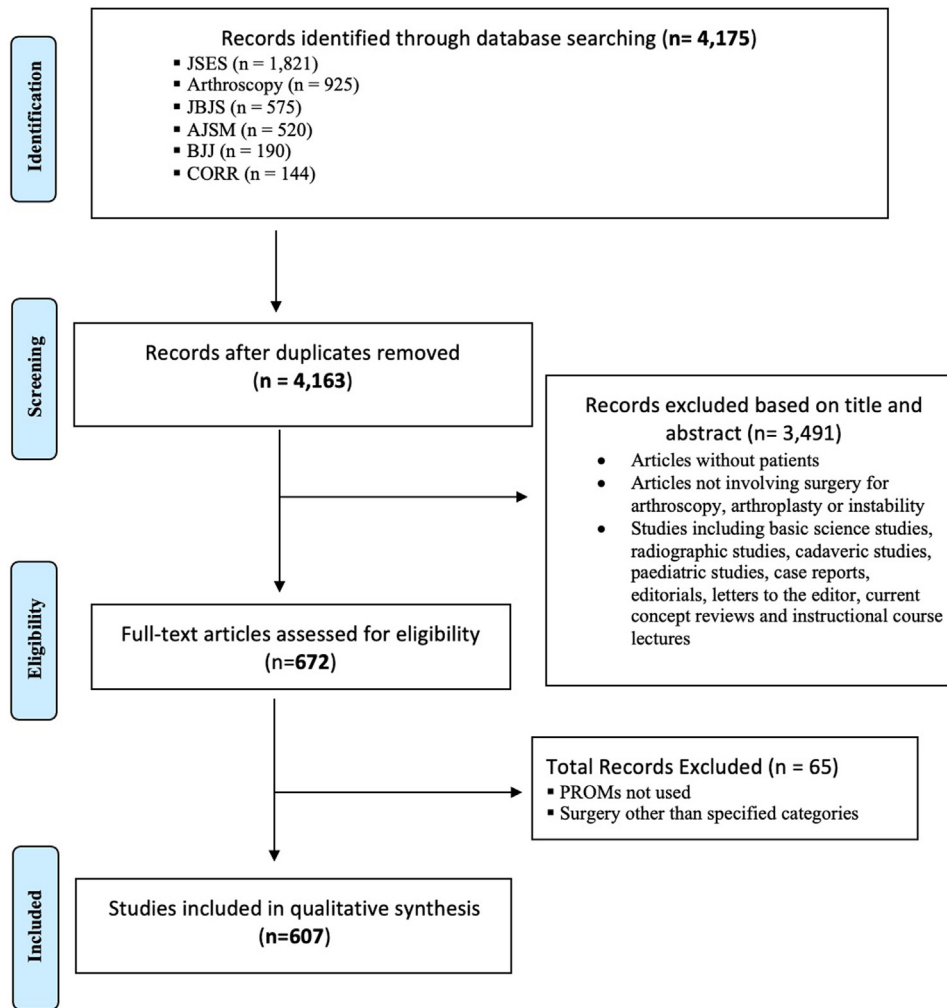 Identification
Records identified through database searching (n= 4,175)
▪ JSES (n = 1,821)
▪ Arthroscopy (n = 925)
▪ JBJS (n = 575)
▪ AJSM (n = 520)
▪ BJJ (n = 190)
▪ CORR (n = 144)
Screening
Records after duplicates removed
(n = 4,163)
Records excluded based on title and
abstract (n= 3,491)
• Articles without patients
• Articles not involving surgery for
arthroscopy, arthroplasty or instability
• Studies including basic science studies,
radiographic studies, cadaveric studies,
paediatric studies, case reports,
editorials, letters to the editor, current
concept reviews and instructional course
lectures
Eligibility
Full-text articles assessed for eligibility
(n=672)
Total Records Excluded (n = 65)
▪ PROMs not used
▪ Surgery other than specified categories
Included
Studies included in qualitative synthesis
(n=607)